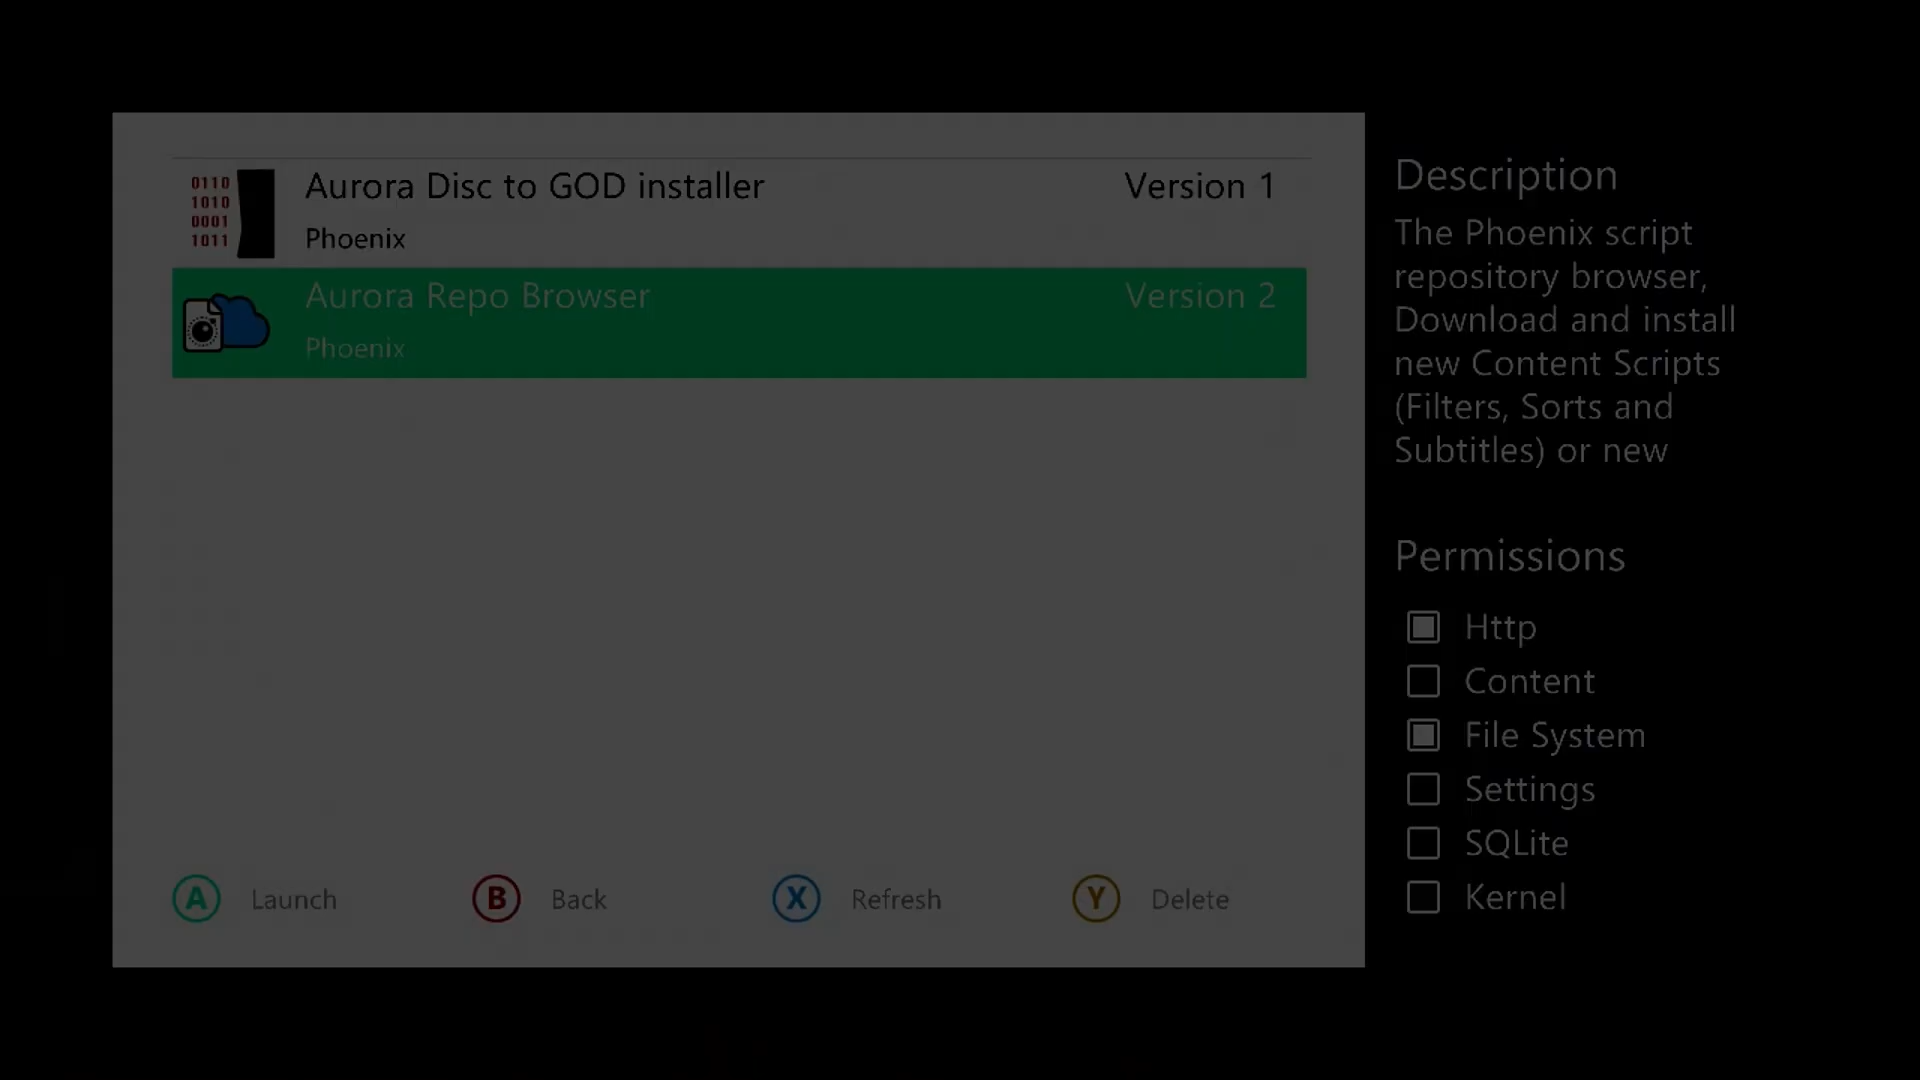 0110
1010
0001
1011
Aurora Disc to GOD installer
Version 1
Phoenix
Aurora Repo Browser
Version 2
Phoenix
A Launch
B Back
X Refresh
Y Delete
Description
The Phoenix script
repository browser,
Download and install
new Content Scripts
(Filters, Sorts and
Subtitles) or new
Permissions
Http
Content
File System
Settings
SQLite
Kernel